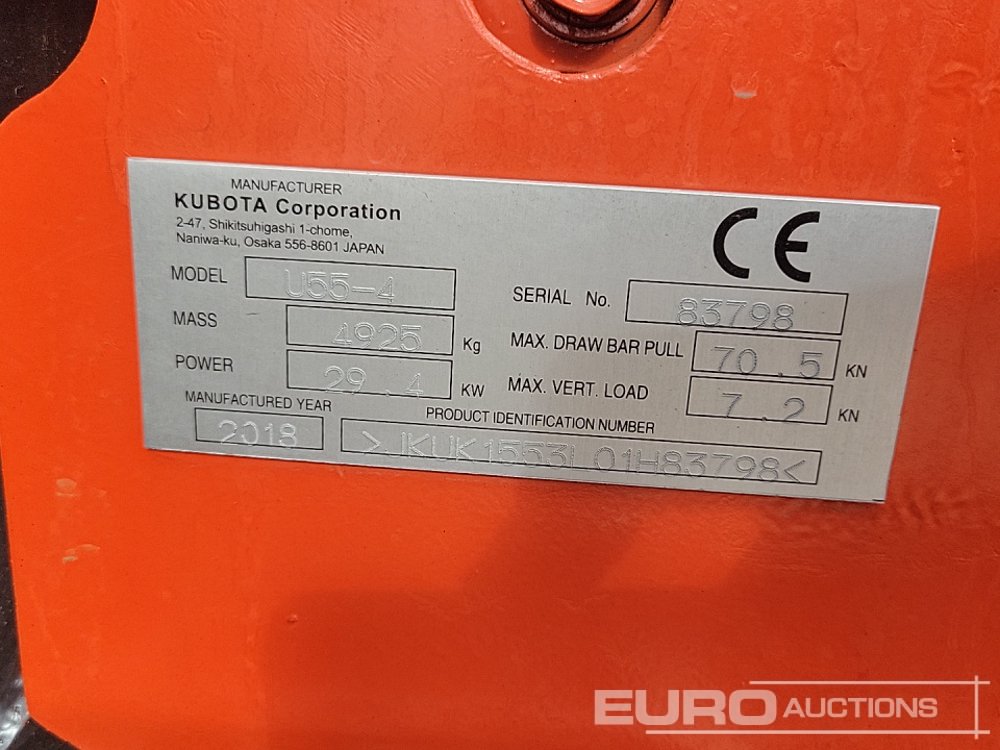 MANUFACTURER
KUBOTA Corporation
2-47, Shikitsuhigashi 1-chome,
Naniwa-ku, Osaka 556-8601 JAPAN
CE
MODEL U55-4
SERIAL No. 83798
MASS 4925 Kg
MAX. DRAW BAR PULL 70.5 KN
POWER 29.4 KW
MAX. VERT. LOAD 7.2 KN
MANUFACTURED YEAR
2018
PRODUCT IDENTIFICATION NUMBER
>JKUK1553L01H83798<
EURO AUCTIONS